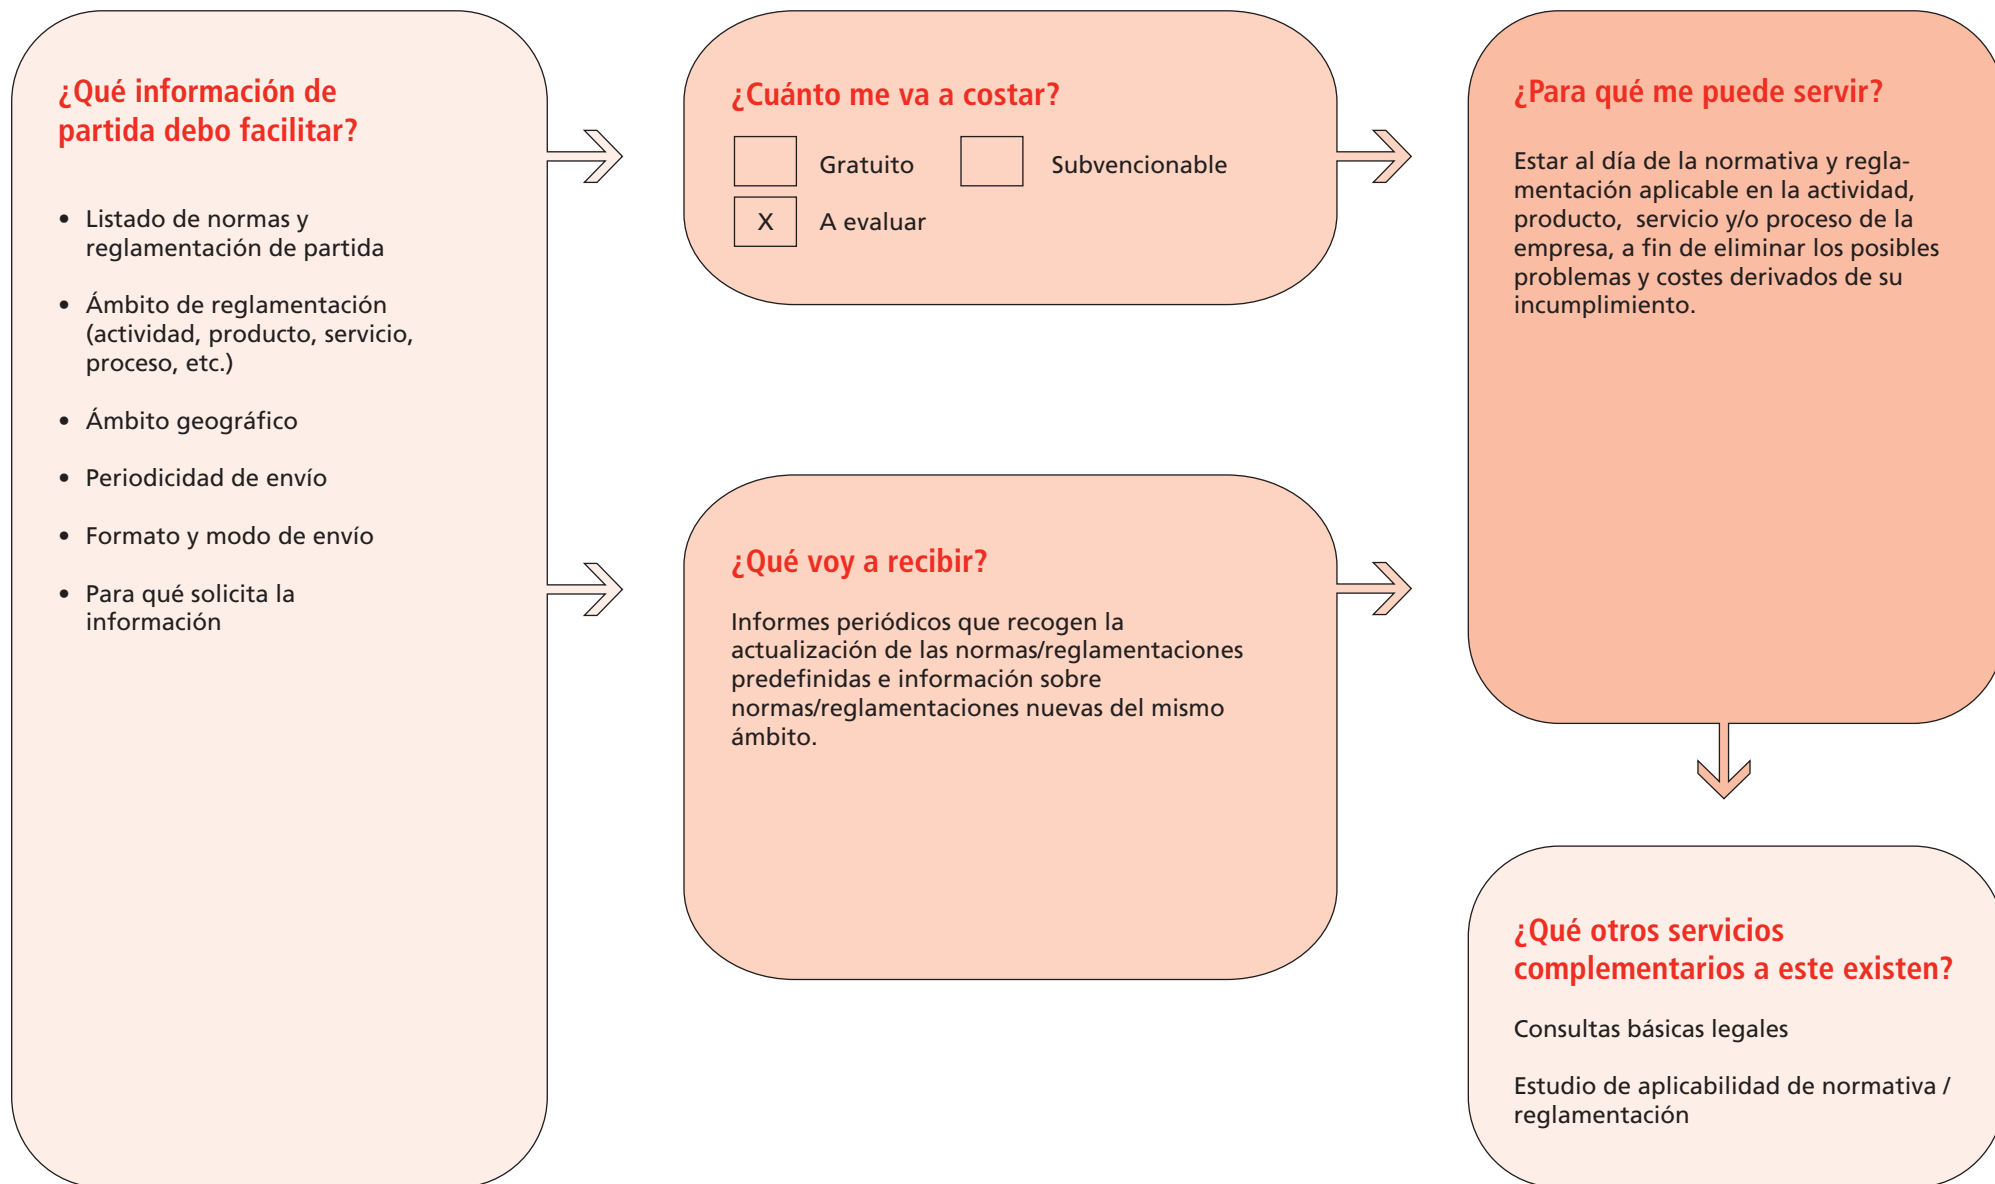 ¿Qué información de
partida debo facilitar?
• Listado de normas y
reglamentación de partida
• Ámbito de reglamentación
(actividad, producto, servicio,
proceso, etc.)
• Ámbito geográfico
• Periodicidad de envío
• Formato y modo de envío
• Para qué solicita la
información
¿Cuánto me va a costar?
Gratuito
Subvencionable
X A evaluar
¿Qué voy a recibir?
Informes periódicos que recogen la
actualización de las normas/reglamentaciones
predefinidas e información sobre
normas/reglamentaciones nuevas del mismo
ámbito.
¿Para qué me puede servir?
Estar al día de la normativa y regla-
mentación aplicable en la actividad,
producto, servicio y/o proceso de la
empresa, a fin de eliminar los posibles
problemas y costes derivados de su
incumplimiento.
¿Qué otros servicios
complementarios a este existen?
Consultas básicas legales
Estudio de aplicabilidad de normativa /
reglamentación